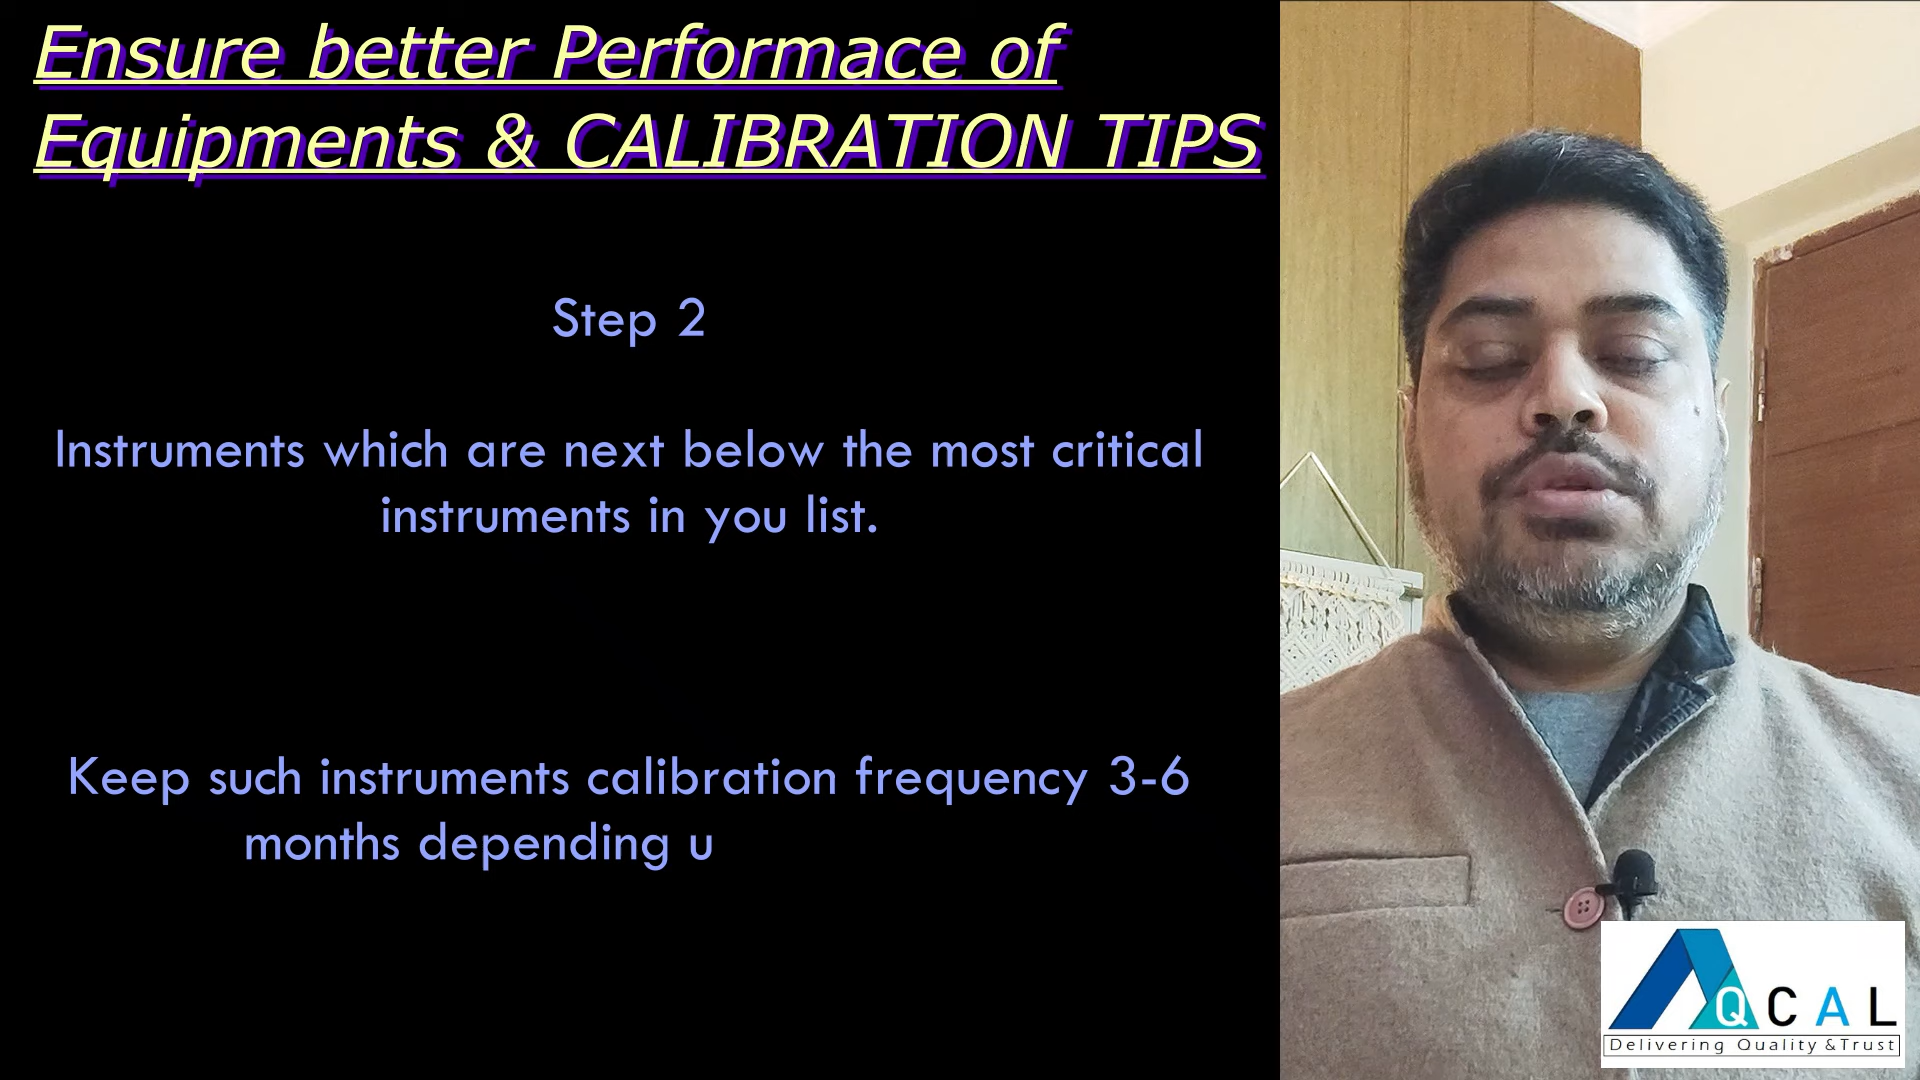 Ensure better Performace of
Equipments & CALIBRATION TIPS
Step 2
Instruments which are next below the most critical
instruments in you list.
Keep such instruments calibration frequency 3-6
months depending u
QCAL
Delivering Quality & Trust